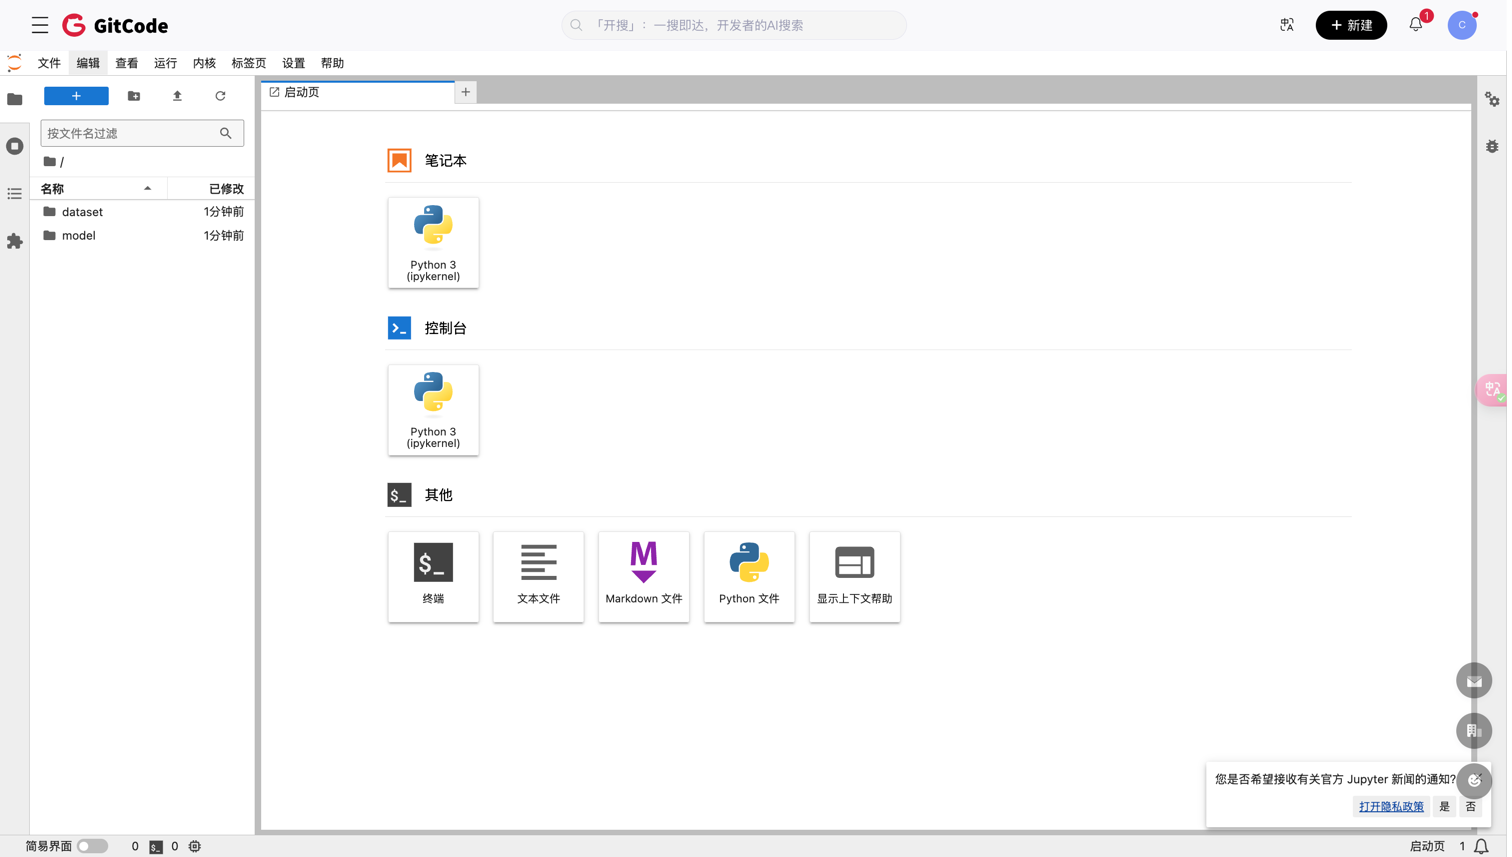 GitCode
「开搜」：一搜即达，开发者的AI搜索
+ 新建
1
C
文件 编辑 查看 运行 内核 标签页 设置 帮助
启动页
按文件名过滤
/
名称 已修改
dataset 1分钟前
model 1分钟前
笔记本
Python 3
(ipykernel)
控制台
Python 3
(ipykernel)
$_ 其他
$_
终端
文本文件
M
Markdown 文件
Python 文件
显示上下文帮助
您是否希望接收有关官方 Jupyter 新闻的通知?
打开隐私政策 是 否
简易界面 0 $_ 0 启动页 1